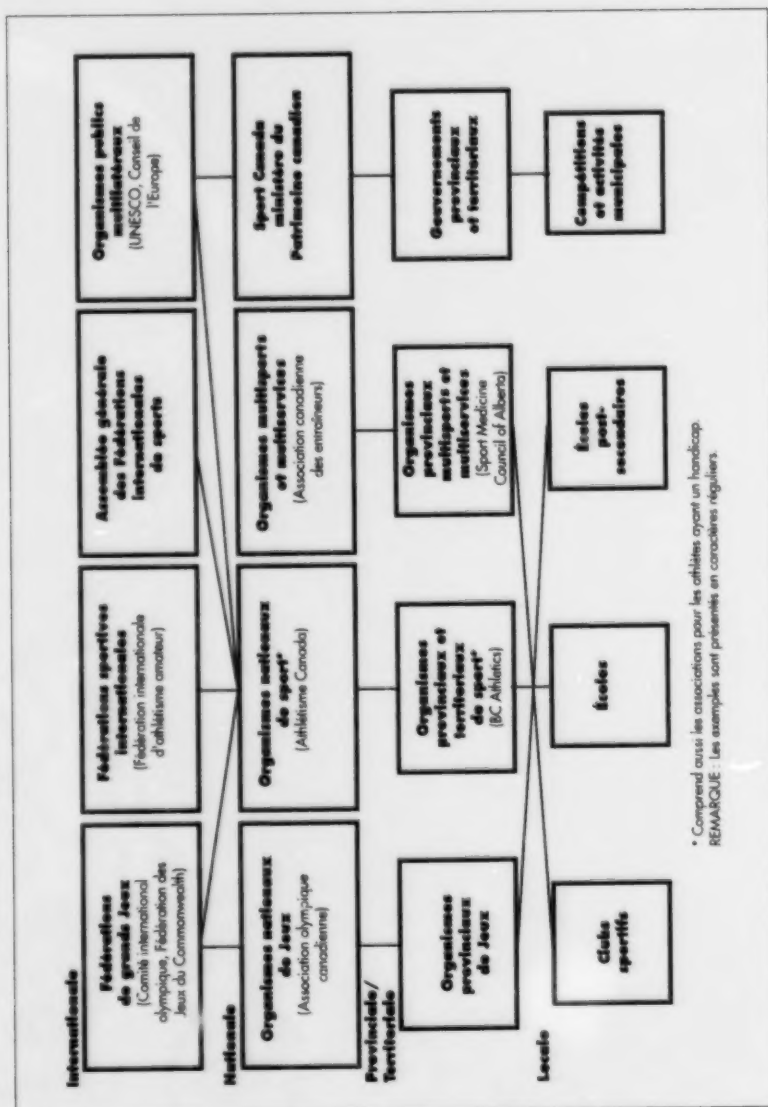 Internationale
Fédérations
de grands Jeux
(Comité international
olympique, Fédération des
Jeux du Commonwealth)
Fédérations sportives
internationales
(Fédération internationale
d'athlétisme amateur)
Assemblée générale
des Fédérations
internationales
de sports
Organismes publics
multilatéraux
(UNESCO, Conseil de
l'Europe)
Nationale
Organismes nationaux
de Jeux
(Association olympique
canadienne)
Organismes nationaux
de sport*
(Athlétisme Canada)
Organismes multisports
et multiservices
(Association canadienne
des entraîneurs)
Sport Canada
ministère du
Patrimoine canadien
Provinciale/
Territoriale
Organismes
provinciaux
de Jeux
Organismes
provinciaux et
territoriaux
de sport*
(BC Athletics)
Organismes
provinciaux
multisports et
multiservices
(Sport Medicine
Council of Alberta)
Gouvernements
provinciaux
et territoriaux
Locale
Clubs
sportifs
Écoles
Écoles
post-
secondaires
Compétitions
et activités
municipales
* Comprend aussi les associations pour les athlètes ayant un handicap.
REMARQUE : Les exemples sont présentés en caractères réguliers.